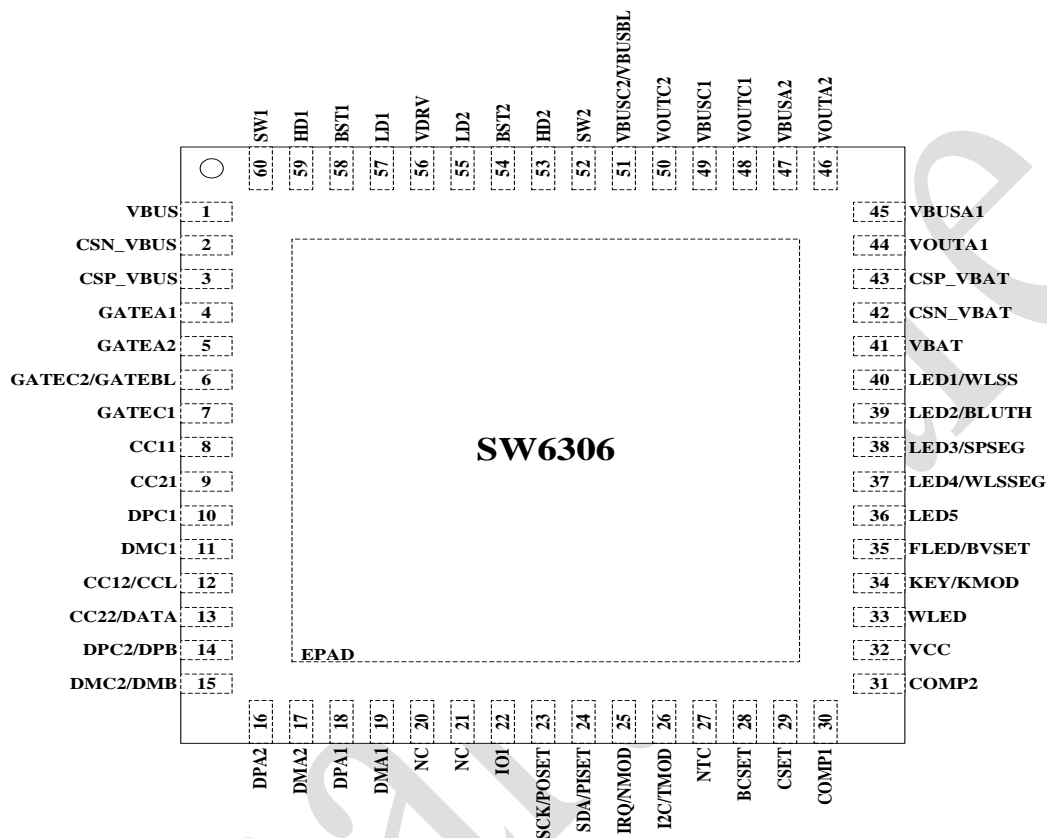 SW1 HD1 BST1 LD1 VDRV LD2 BST2 HD2 SW2 VBUSC2/VBUSBL VOUTC2 VBUSC1 VOUTC1 VBUSA2 VOUTA2
60 59 58 57 56 55 54 53 52 51 50 49 48 47 46
VBUS 1 45 VBUSA1
CSN_VBUS 2 44 VOUTA1
CSP_VBUS 3 43 CSP_VBAT
GATEA1 4 42 CSN_VBAT
GATEA2 5 41 VBAT
GATEC2/GATEBL 6 40 LED1/WLSS
GATEC1 7 39 LED2/BLUTH
CC11 8 SW6306 38 LED3/SPSEG
CC21 9 37 LED4/WLSSEG
DPC1 10 36 LED5
DMC1 11 35 FLED/BVSET
CC12/CCL 12 34 KEY/KMOD
CC22/DATA 13 33 WLED
DPC2/DPB 14 EPAD 32 VCC
DMC2/DMB 15 31 COMP2
16 17 18 19 20 21 22 23 24 25 26 27 28 29 30
DPA2 DMA2 DPA1 DMA1 NC NC IO1 SCK/POSET SDA/PISET IRQ/NMOD I2C/TMOD NTC BCSET CSET COMP1